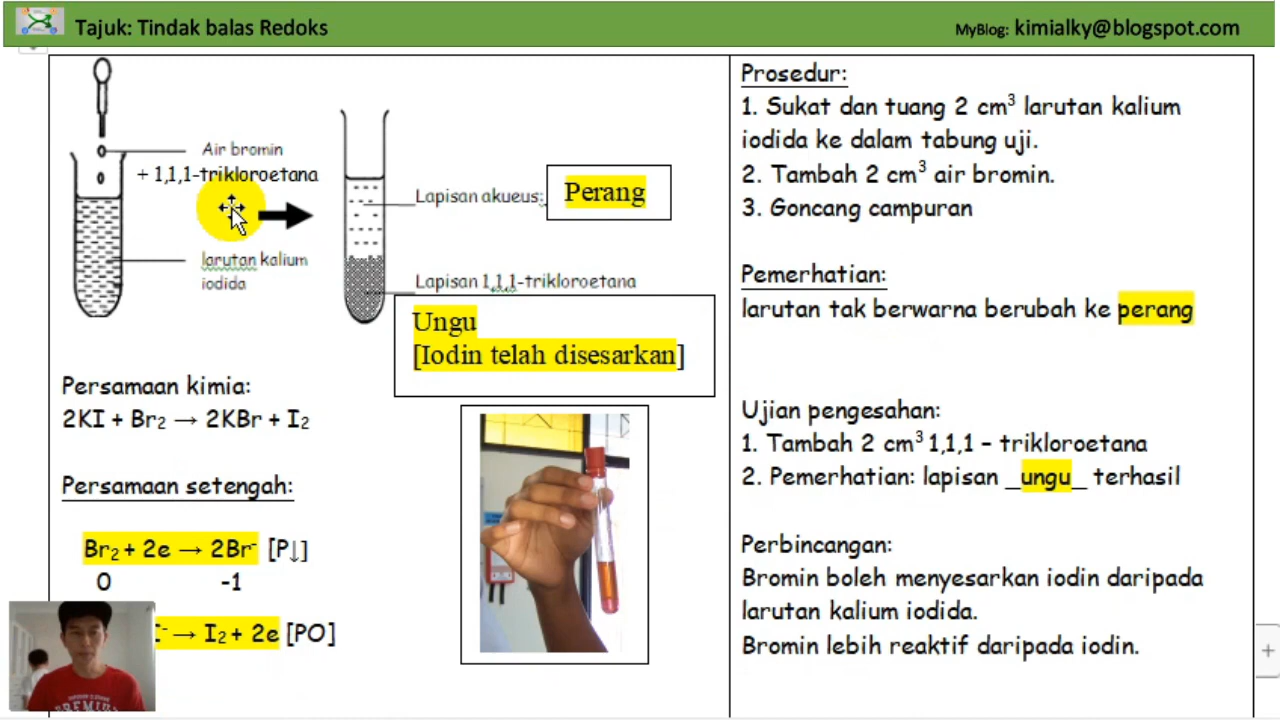 Tajuk: Tindak balas Redoks
MyBlog: kimialky@blogspot.com
Air bromin
+ 1,1,1-trikloroetana
larutan kalium
iodida
Lapisan akueus:
Perang
Lapisan 1,1,1-trikloroetana
Ungu
[Iodin telah disesarkan]
Persamaan kimia:
2KI + Br₂ → 2KBr + I₂
Persamaan setengah:
Br₂ + 2e → 2Br⁻ [P↓]
0 -1
I⁻ → I₂ + 2e [PO]
Prosedur:
1. Sukat dan tuang 2 cm³ larutan kalium
iodida ke dalam tabung uji.
2. Tambah 2 cm³ air bromin.
3. Goncang campuran
Pemerhatian:
larutan tak berwarna berubah ke perang
Ujian pengesahan:
1. Tambah 2 cm³ 1,1,1 – trikloroetana
2. Pemerhatian: lapisan _ungu_ terhasil
Perbincangan:
Bromin boleh menyesarkan iodin daripada
larutan kalium iodida.
Bromin lebih reaktif daripada iodin.